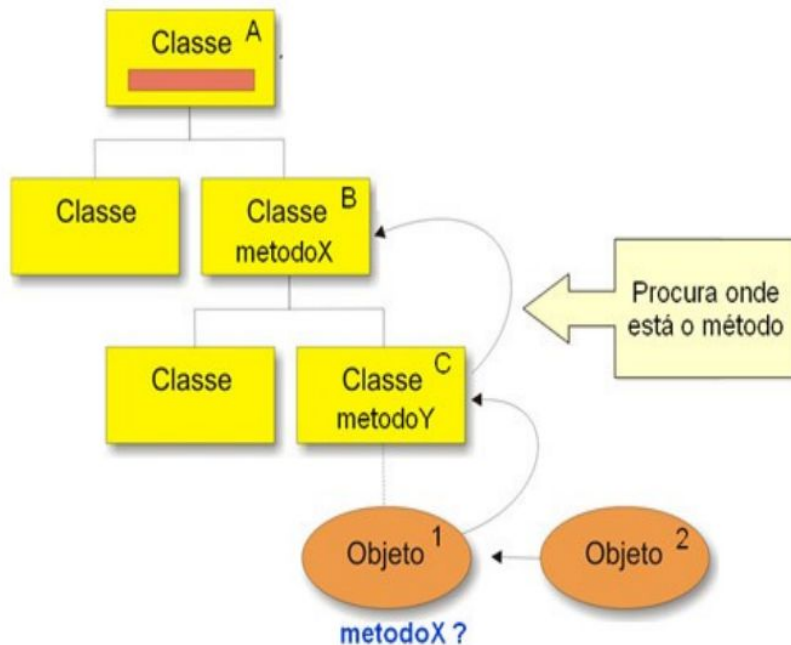 Classe A
Classe
Classe B
metodoX
Procura onde
está o método
Classe
Classe C
metodoY
Objeto 1
Objeto 2
metodoX ?